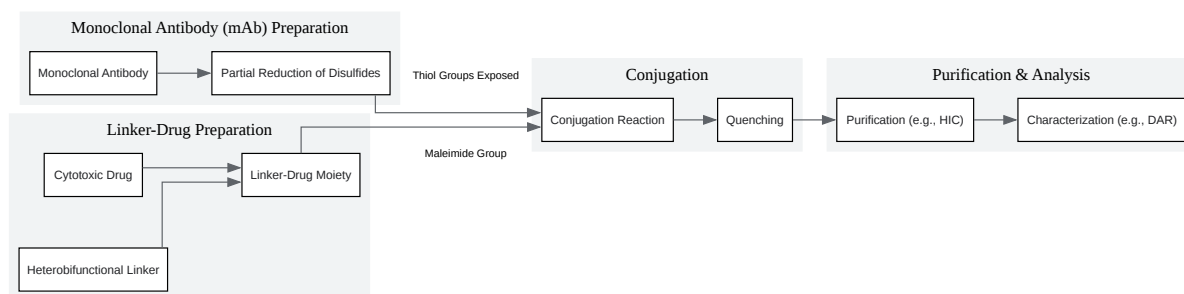 Monoclonal Antibody (mAb) Preparation
Monoclonal Antibody
Partial Reduction of Disulfides
Thiol Groups Exposed
Linker-Drug Preparation
Cytotoxic Drug
Linker-Drug Moiety
Heterobifunctional Linker
Maleimide Group
Conjugation
Conjugation Reaction
Quenching
Purification & Analysis
Purification (e.g., HIC)
Characterization (e.g., DAR)